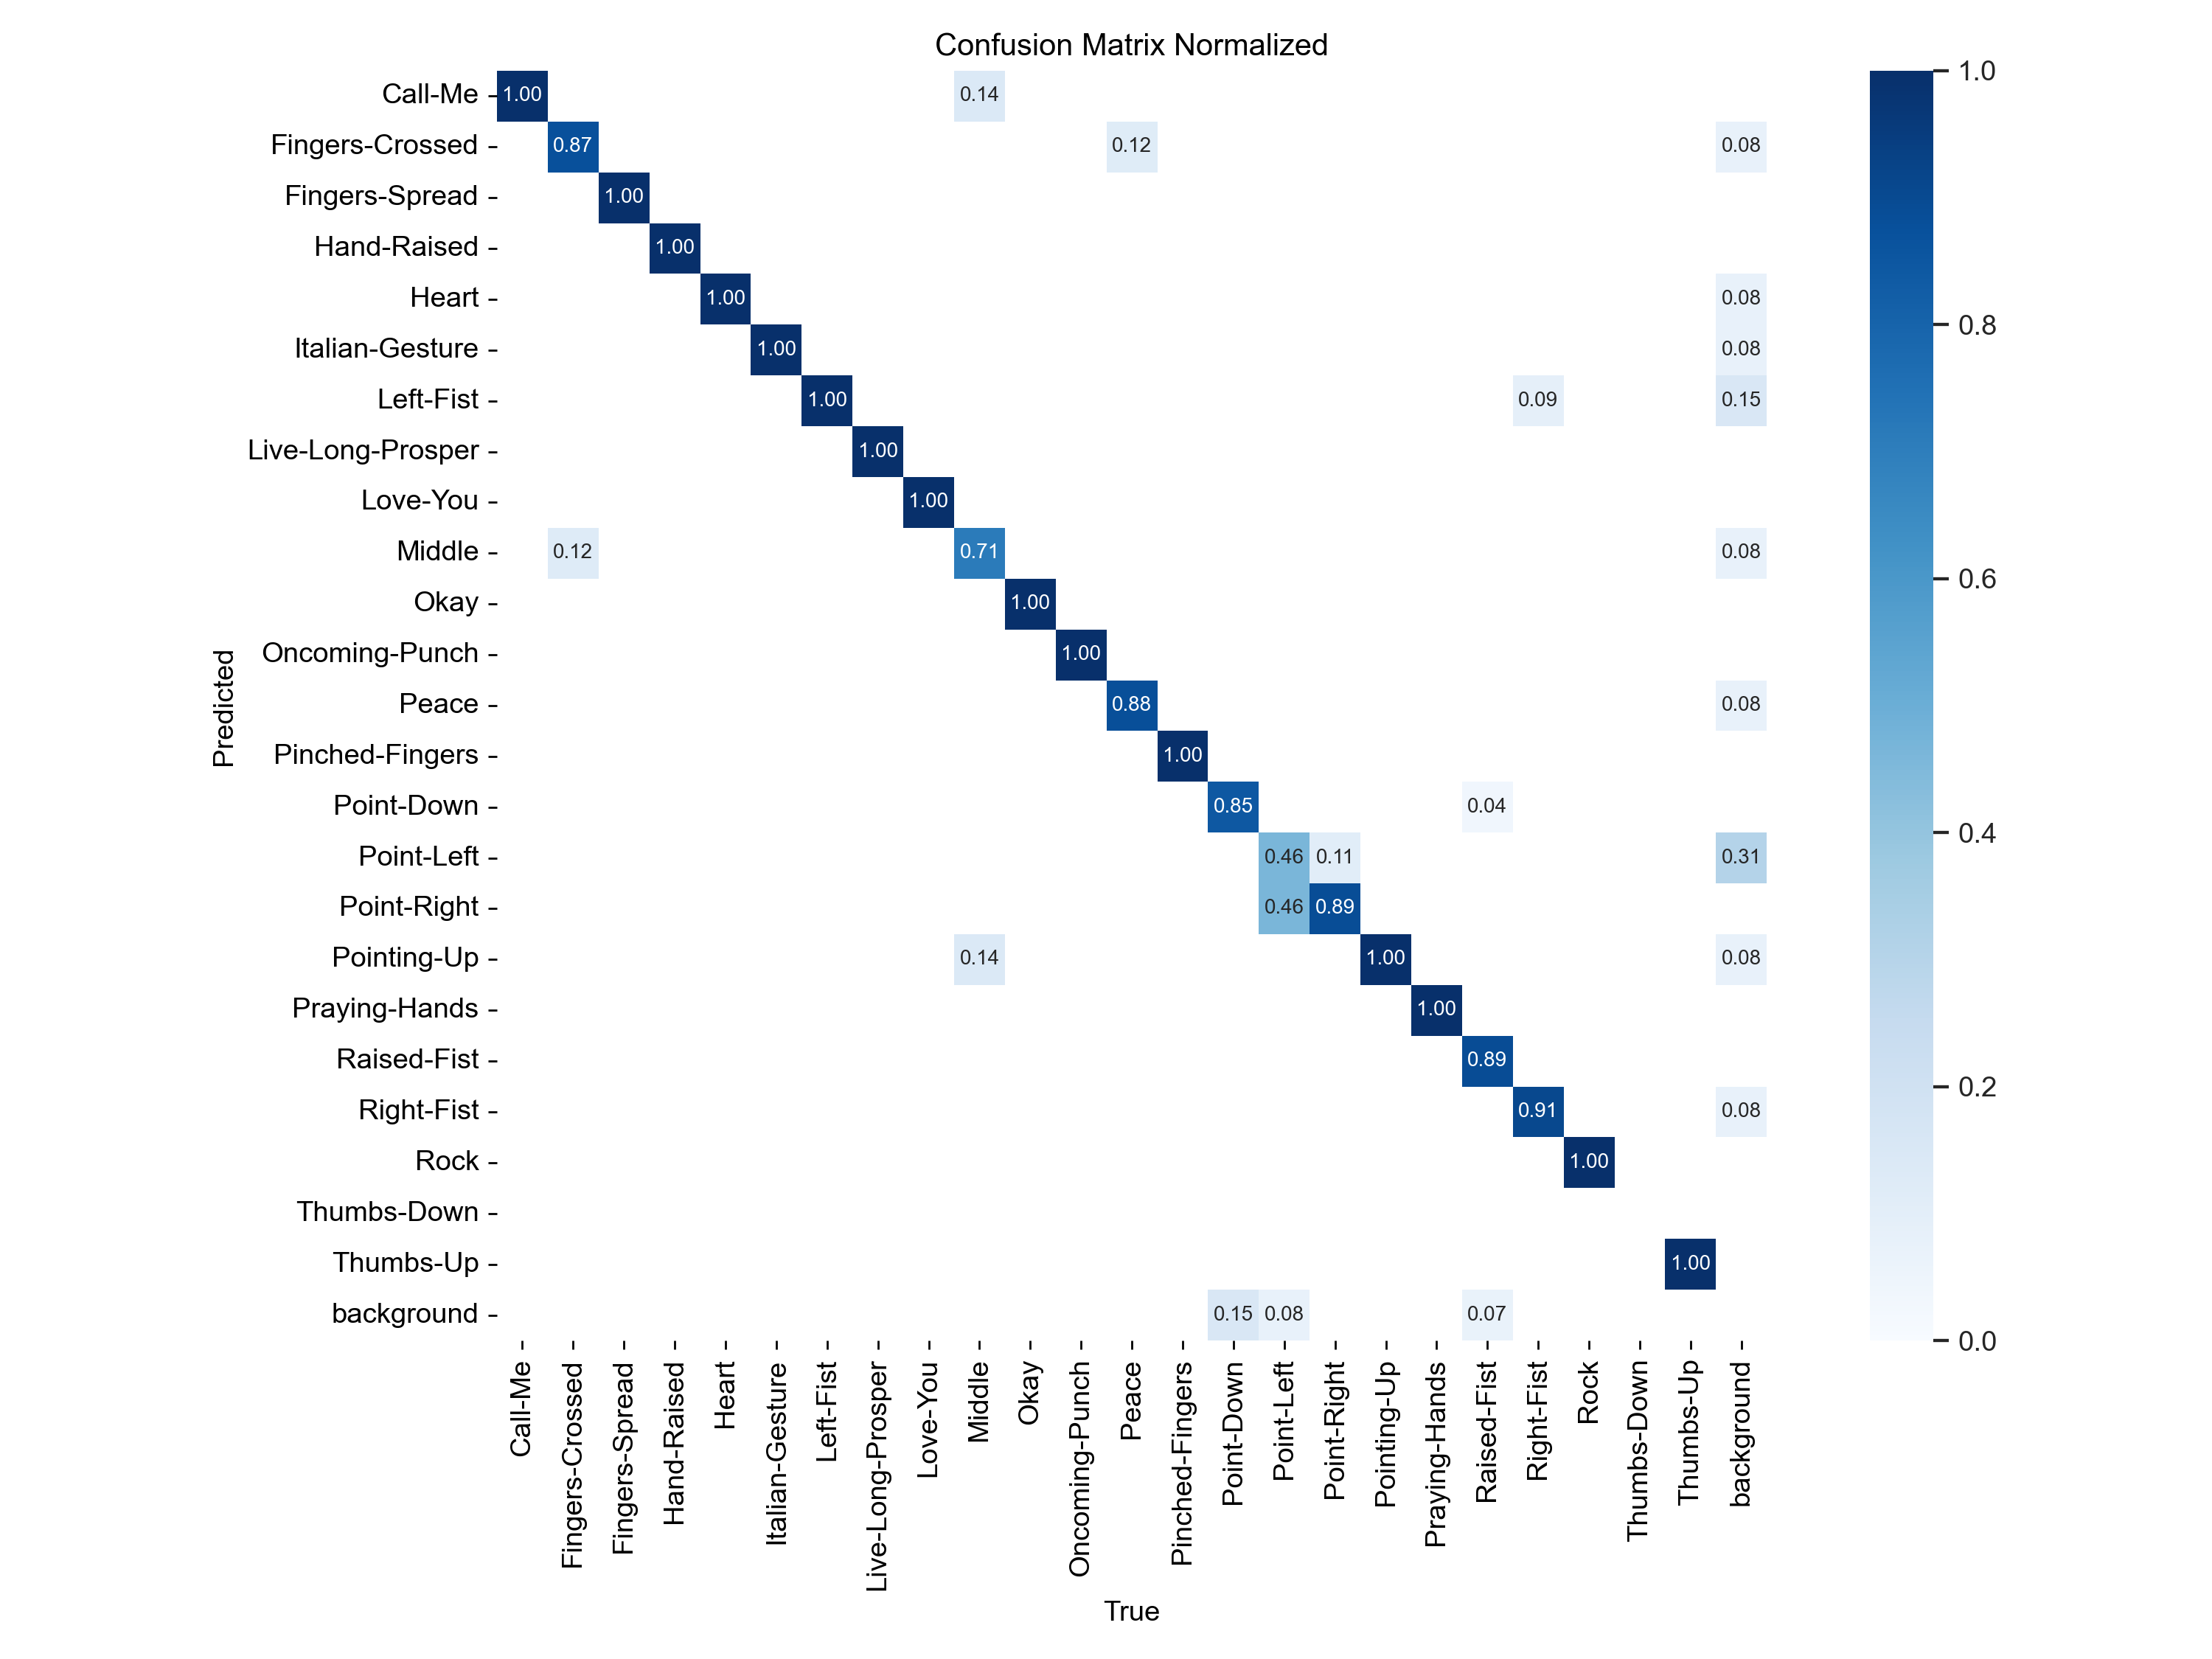 Confusion Matrix Normalized
Call-Me 1.00 0.14
Fingers-Crossed 0.87 0.12 0.08
Fingers-Spread 1.00
Hand-Raised 1.00
Heart 1.00 0.08
Italian-Gesture 1.00 0.08
Left-Fist 1.00 0.09 0.15
Live-Long-Prosper 1.00
Love-You 1.00
Middle 0.12 0.71 0.08
Okay 1.00
Oncoming-Punch 1.00
Peace 0.88 0.08
Pinched-Fingers 1.00
Point-Down 0.85 0.04
Point-Left 0.46 0.11 0.31
Point-Right 0.46 0.89
Pointing-Up 0.14 1.00 0.08
Praying-Hands 1.00
Raised-Fist 0.89
Right-Fist 0.91 0.08
Rock 1.00
Thumbs-Down
Thumbs-Up 1.00
background 0.15 0.08 0.07
Predicted
Call-Me
Fingers-Crossed
Fingers-Spread
Hand-Raised
Heart
Italian-Gesture
Left-Fist
Live-Long-Prosper
Love-You
Middle
Okay
Oncoming-Punch
Peace
Pinched-Fingers
Point-Down
Point-Left
Point-Right
Pointing-Up
Praying-Hands
Raised-Fist
Right-Fist
Rock
Thumbs-Down
Thumbs-Up
background
True
1.0
0.8
0.6
0.4
0.2
0.0